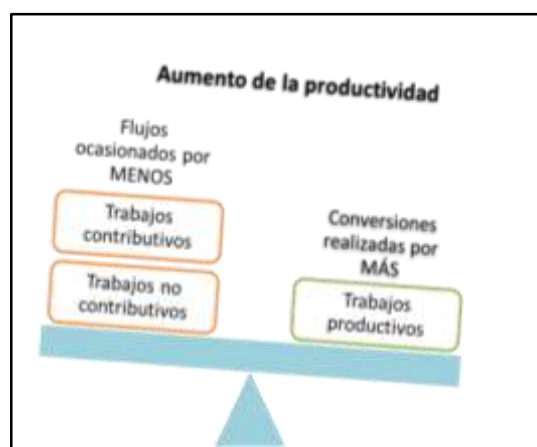 Aumento de la productividad
Flujos
ocasionados por
MENOS
Trabajos
contributivos
Trabajos no
contributivos
Conversiones
realizadas por
MÁS
Trabajos
productivos